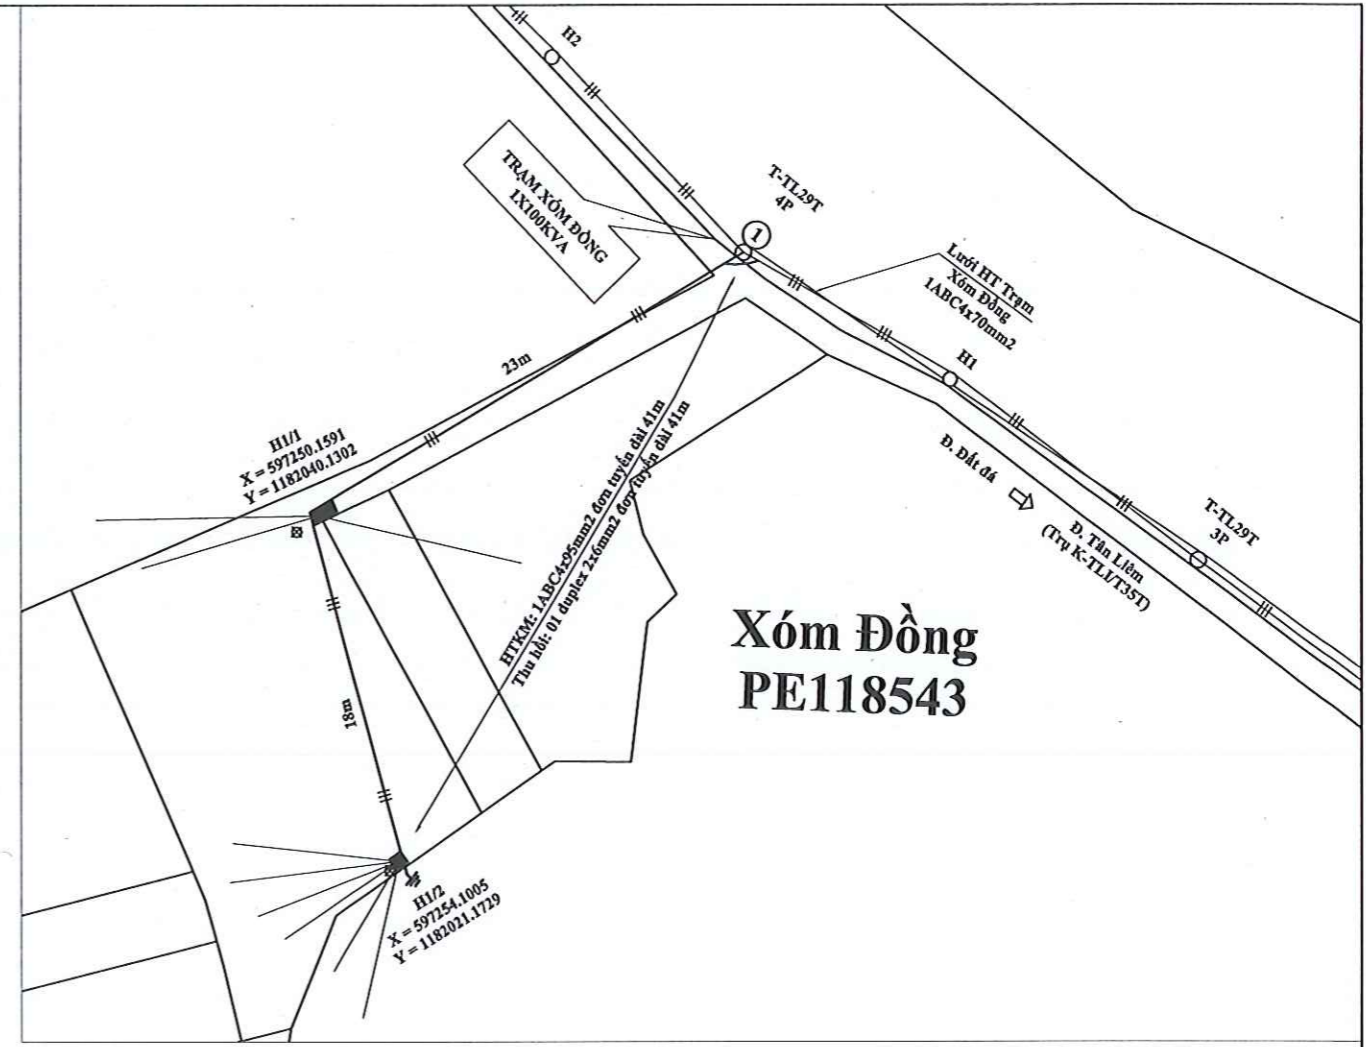 H2
TRẠM XÓM ĐỒNG
1X100KVA
T-TL29T
4P
1
Lưới HT Trạm
Xóm Đồng
1ABC4x70mm2
H1
23m
H1/1
X = 597250.1591
Y = 1182040.1302
HTKM: 1ABC4x95mm2 đơn tuyến dài 41m
Thu hồi: 01 duplex 2x6mm2 đơn tuyến dài 41m
Đ. Đất đá
Đ. Tân Liêm
(Trụ K-TLI/T35T)
T-TL29T
3P
Xóm Đồng
PE118543
18m
H1/2
X = 597254.1005
Y = 1182021.1729